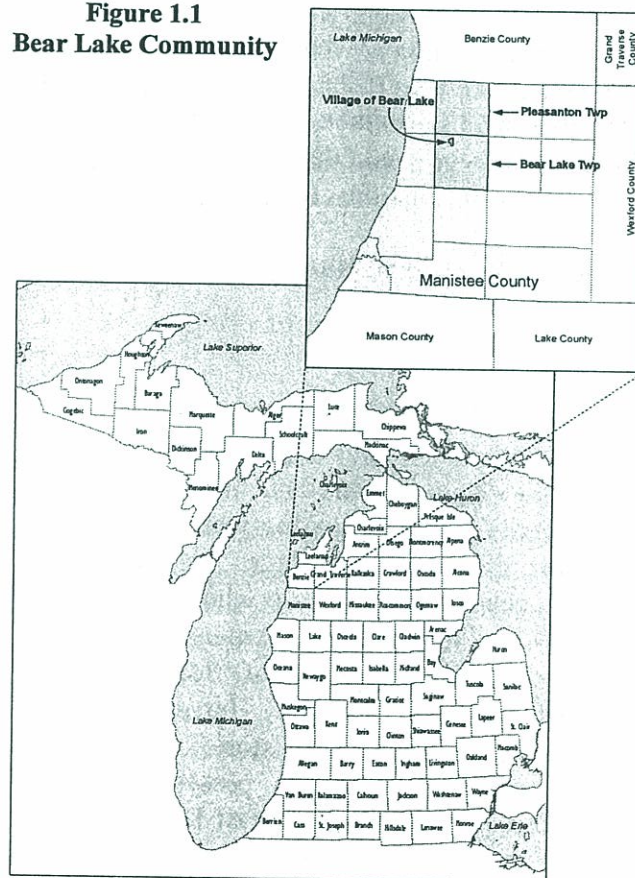 Figure 1.1
Bear Lake Community
Lake Michigan
Benzie County
Grand
Traverse
County
Village of Bear Lake
Pleasanton Twp
Bear Lake Twp
Wexford County
Manistee County
Mason County
Lake County
Keweenaw
Houghton
Lake Superior
Ontonagon
Baraga
Gogebic
Marquette
Alger
Luce
Iron
Schoolcraft
Chippewa
Dickinson
Delta
Mackinac
Menominee
Charlevoix
Emmet
Cheboygan
Lake Huron
Presque Isle
Leelanau
Charlevoix
Antrim
Otsego
Montmorency
Alpena
Leelanau
Benzie
Grand Traverse
Kalkaska
Crawford
Oscoda
Alcona
Manistee
Wexford
Missaukee
Roscommon
Ogemaw
Iosco
Mason
Lake
Osceola
Clare
Gladwin
Arenac
Huron
Oceana
Newaygo
Mecosta
Isabella
Midland
Bay
Tuscola
Sanilac
Muskegon
Montcalm
Gratiot
Saginaw
Lake Michigan
Ottawa
Kent
Ionia
Clinton
Shiawassee
Genesee
Lapeer
St. Clair
Macomb
Oakland
Allegan
Barry
Eaton
Ingham
Livingston
Van Buren
Kalamazoo
Calhoun
Jackson
Washtenaw
Wayne
Berrien
Cass
St. Joseph
Branch
Hillsdale
Lenawee
Monroe
Lake Erie